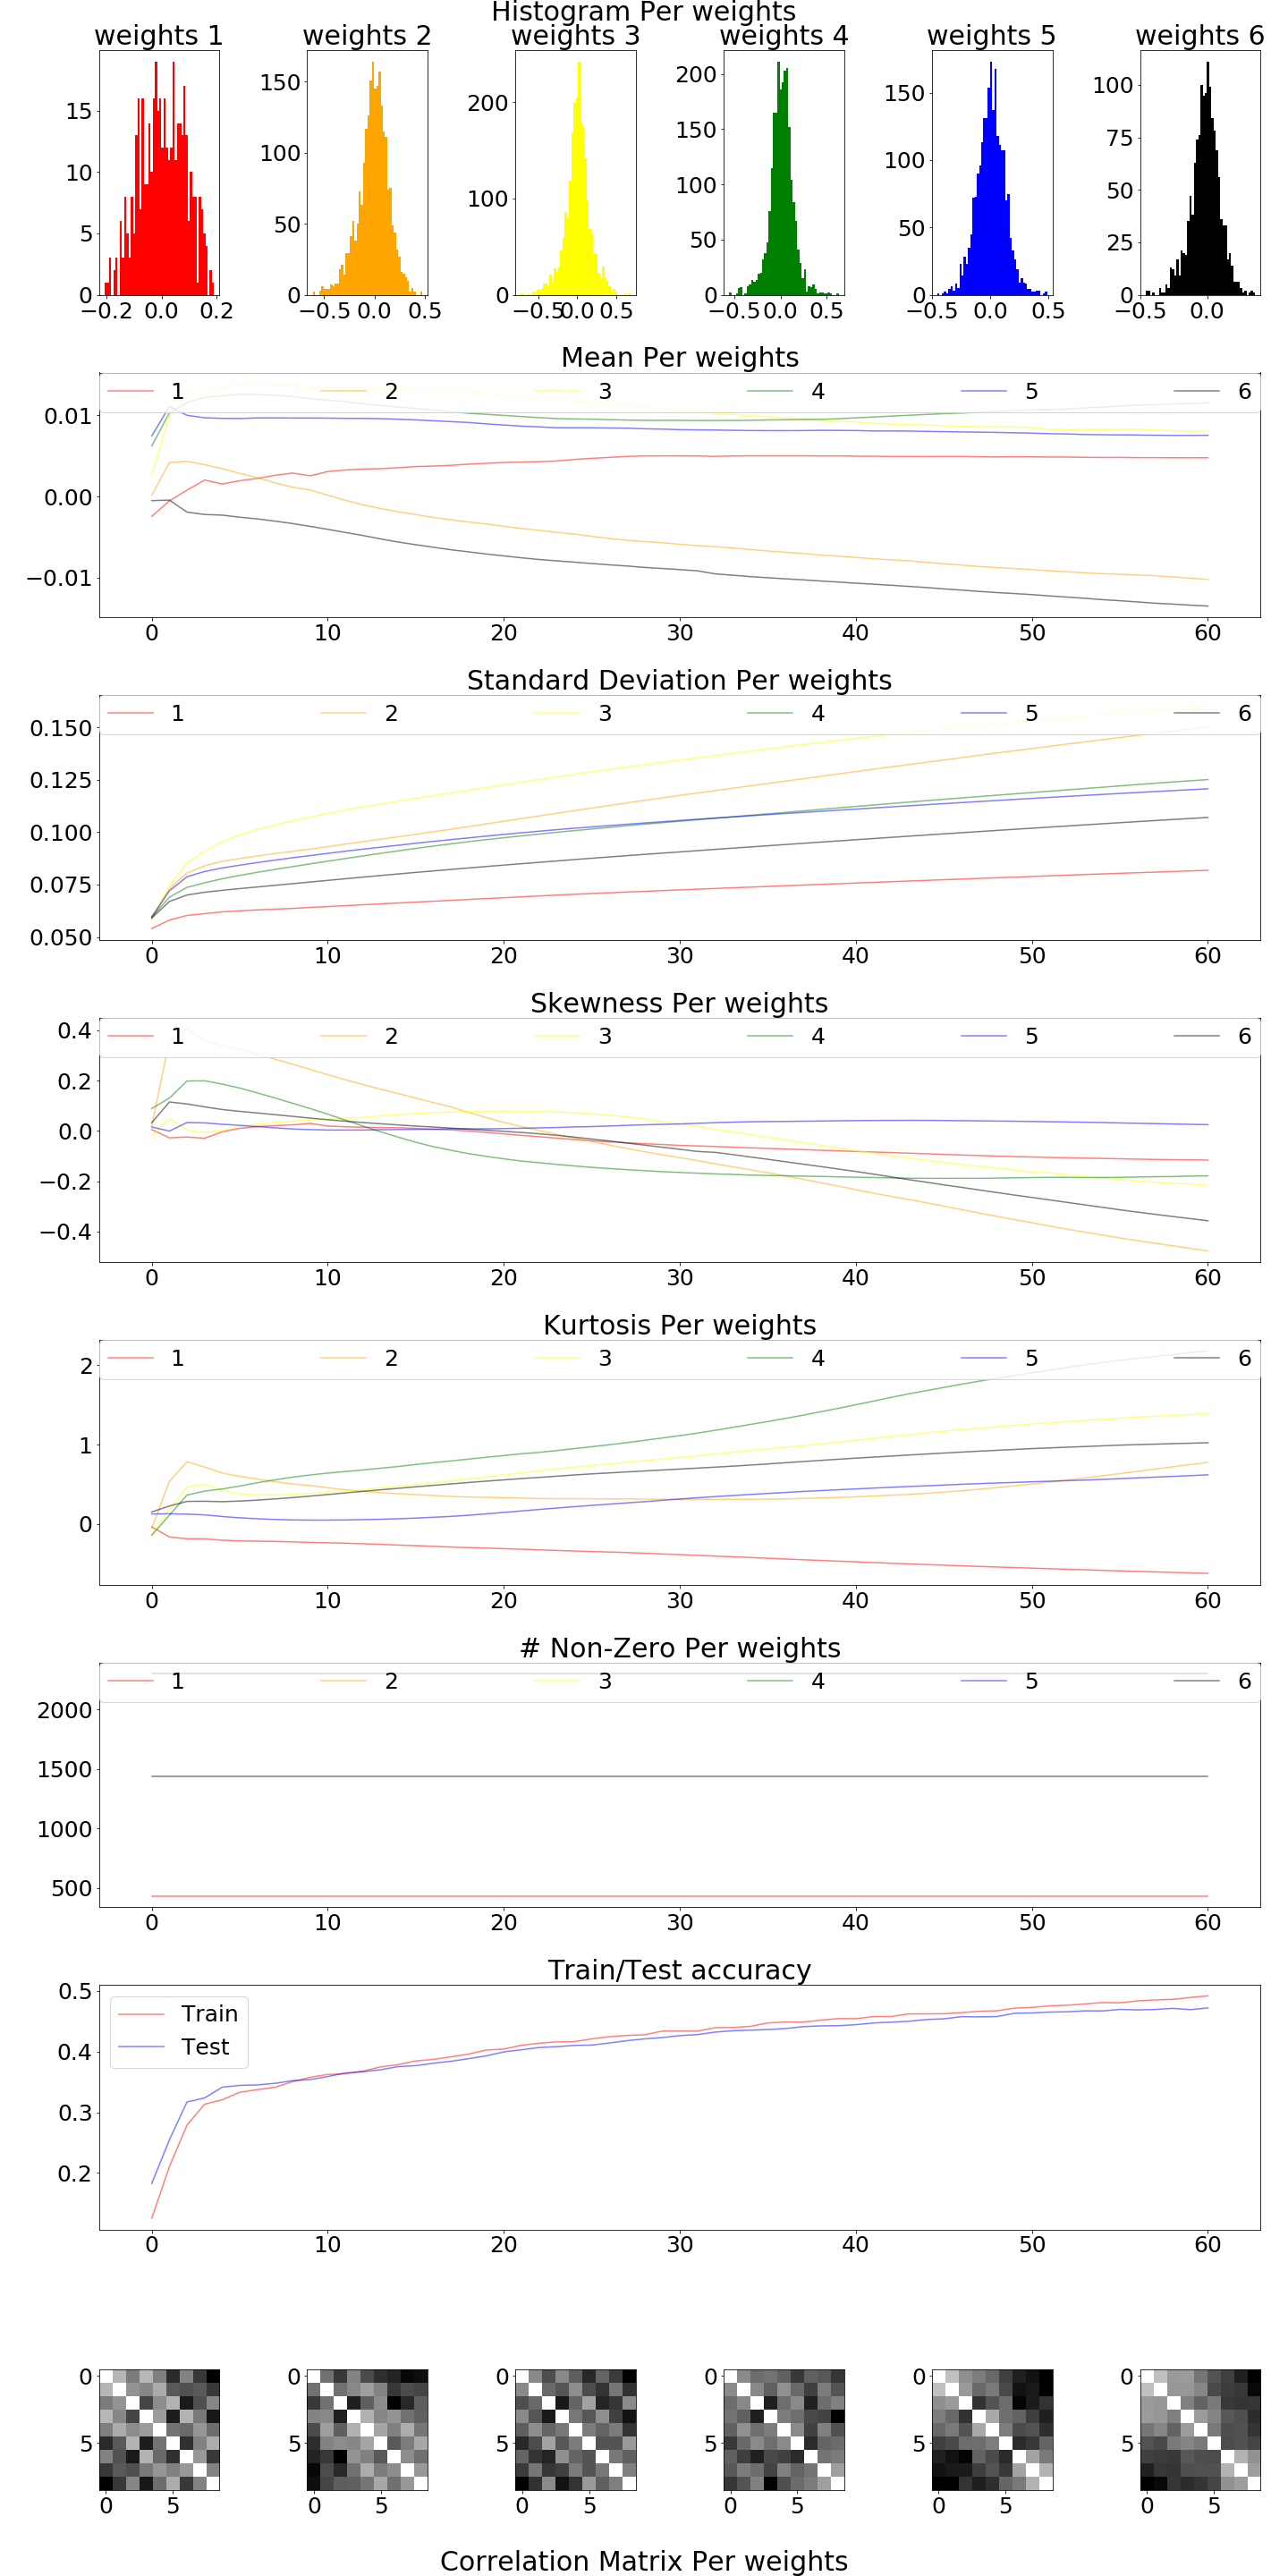 Histogram Per weights
weights 1 weights 2 weights 3 weights 4 weights 5 weights 6
15
10
5
0
−0.2 0.0 0.2
150
100
50
0
−0.5 0.0 0.5
200
100
0
−0.5 0.0 0.5
200
150
100
50
0
−0.5 0.0 0.5
150
100
50
0
−0.5 0.0 0.5
100
75
50
25
0
−0.5 0.0
Mean Per weights
1 2 3 4 5 6
0.01
0.00
−0.01
0 10 20 30 40 50 60
Standard Deviation Per weights
1 2 3 4 5 6
0.150
0.125
0.100
0.075
0.050
0 10 20 30 40 50 60
Skewness Per weights
1 2 3 4 5 6
0.4
0.2
0.0
−0.2
−0.4
0 10 20 30 40 50 60
Kurtosis Per weights
1 2 3 4 5 6
2
1
0
0 10 20 30 40 50 60
# Non-Zero Per weights
1 2 3 4 5 6
2000
1500
1000
500
0 10 20 30 40 50 60
Train/Test accuracy
Train
Test
0.5
0.4
0.3
0.2
0 10 20 30 40 50 60
0
5
0 5
0
5
0 5
0
5
0 5
0
5
0 5
0
5
0 5
0
5
0 5
Correlation Matrix Per weights